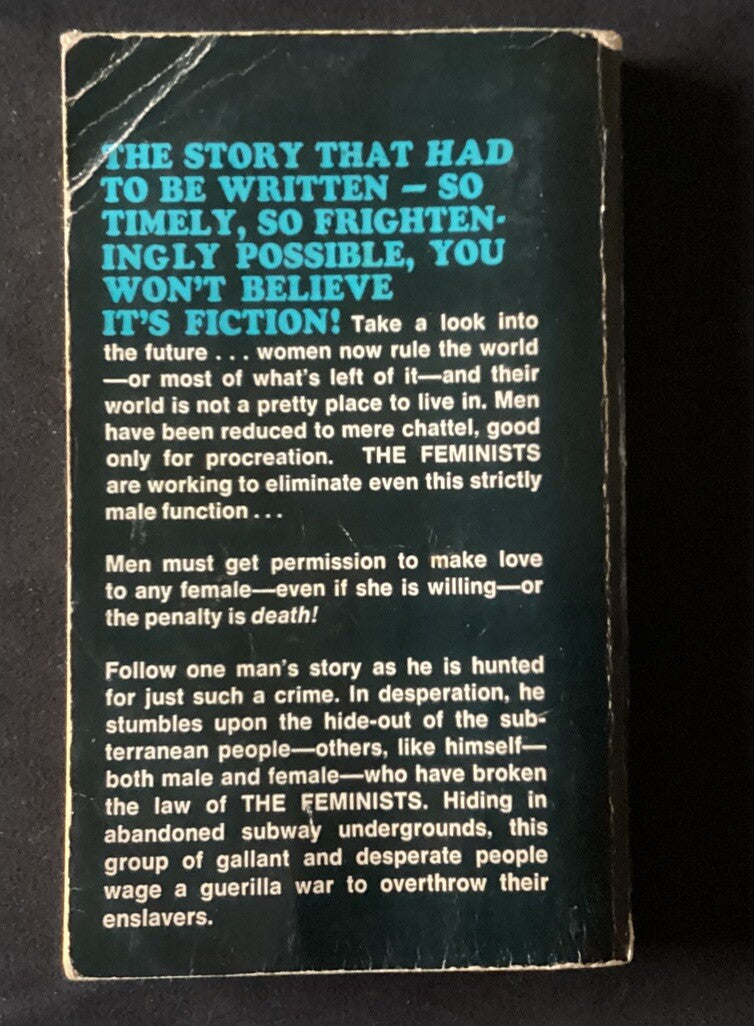 THE STORY THAT HAD
TO BE WRITTEN – SO
TIMELY, SO FRIGHTEN-
INGLY POSSIBLE, YOU
WON'T BELIEVE
IT'S FICTION! Take a look into
the future . . . women now rule the world
—or most of what's left of it—and their
world is not a pretty place to live in. Men
have been reduced to mere chattel, good
only for procreation. THE FEMINISTS
are working to eliminate even this strictly
male function . . .
Men must get permission to make love
to any female—even if she is willing—or
the penalty is death!
Follow one man's story as he is hunted
for just such a crime. In desperation, he
stumbles upon the hide-out of the sub-
terranean people—others, like himself—
both male and female—who have broken
the law of THE FEMINISTS. Hiding in
abandoned subway undergrounds, this
group of gallant and desperate people
wage a guerilla war to overthrow their
enslavers.